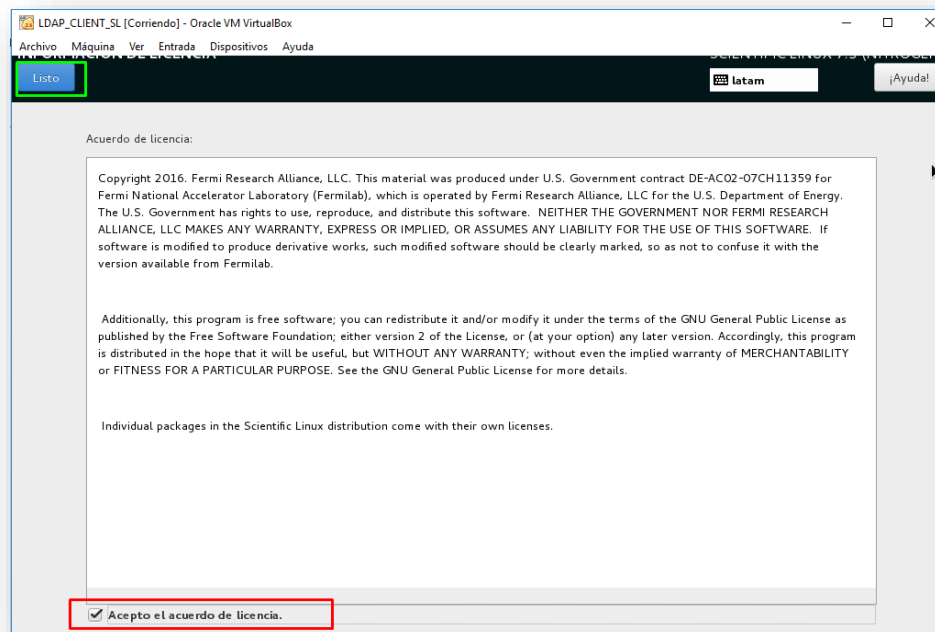 LDAP_CLIENT_SL [Corriendo] - Oracle VM VirtualBox
Archivo Máquina Ver Entrada Dispositivos Ayuda
INFORMACIÓN DE LICENCIA
SCIENTIFIC LINUX 7.3 (NITROGEN
Listo
latam
¡Ayuda!
Acuerdo de licencia:
Copyright 2016. Fermi Research Alliance, LLC. This material was produced under U.S. Government contract DE-AC02-07CH11359 for
Fermi National Accelerator Laboratory (Fermilab), which is operated by Fermi Research Alliance, LLC for the U.S. Department of Energy.
The U.S. Government has rights to use, reproduce, and distribute this software. NEITHER THE GOVERNMENT NOR FERMI RESEARCH
ALLIANCE, LLC MAKES ANY WARRANTY, EXPRESS OR IMPLIED, OR ASSUMES ANY LIABILITY FOR THE USE OF THIS SOFTWARE. If
software is modified to produce derivative works, such modified software should be clearly marked, so as not to confuse it with the
version available from Fermilab.
Additionally, this program is free software; you can redistribute it and/or modify it under the terms of the GNU General Public License as
published by the Free Software Foundation; either version 2 of the License, or (at your option) any later version. Accordingly, this program
is distributed in the hope that it will be useful, but WITHOUT ANY WARRANTY; without even the implied warranty of MERCHANTABILITY
or FITNESS FOR A PARTICULAR PURPOSE. See the GNU General Public License for more details.
Individual packages in the Scientific Linux distribution come with their own licenses.
Acepto el acuerdo de licencia.